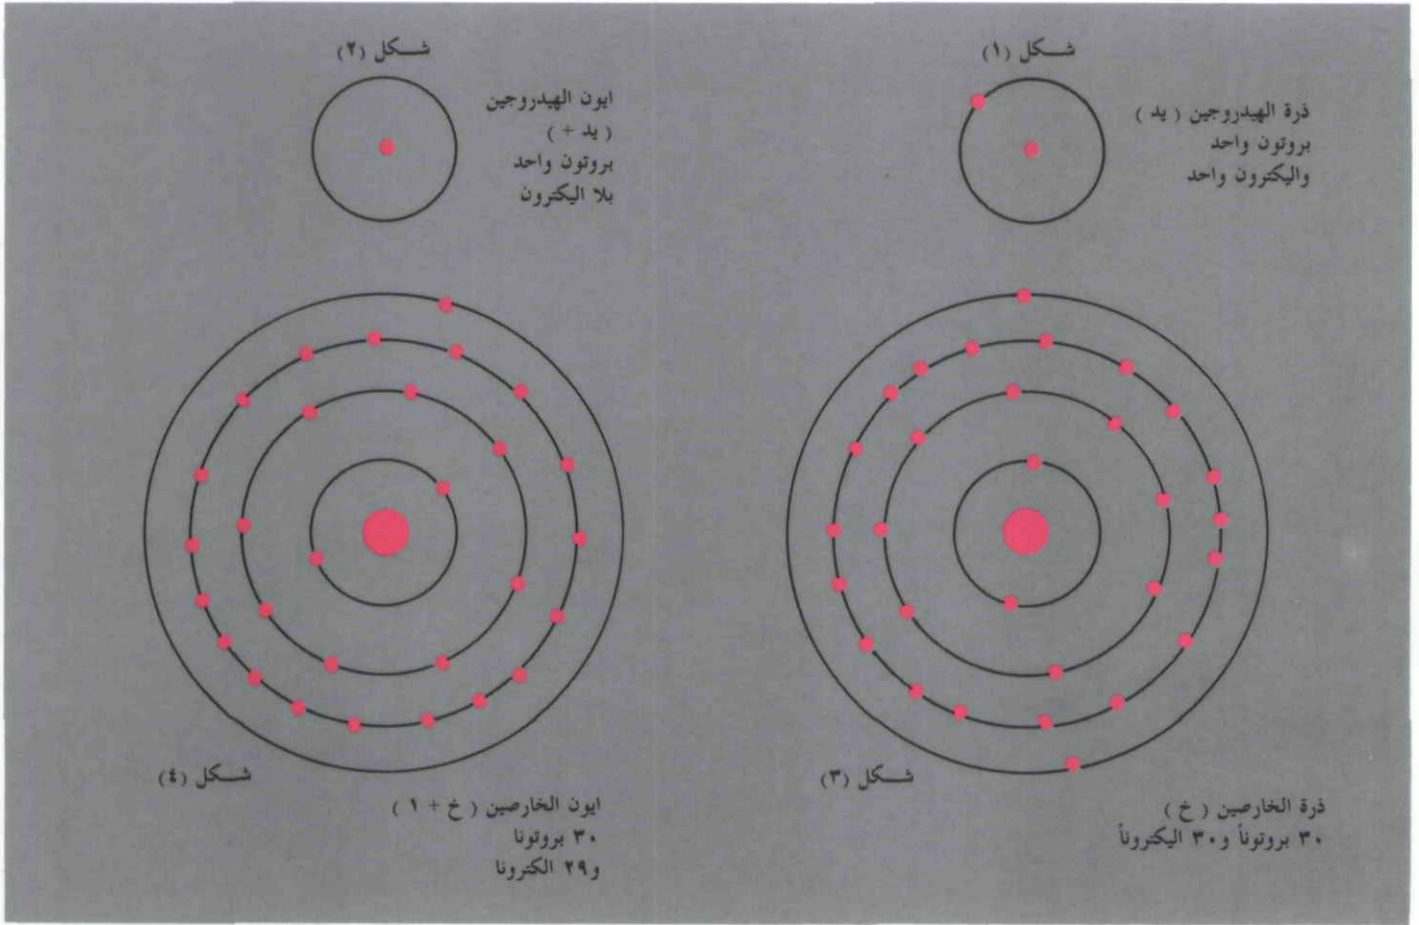 شكل (١)
ذرة الهيدروجين ( يد )
بروتون واحد
واليكترون واحد
شكل (٢)
ايون الهيدروجين
( يد + )
بروتون واحد
بلا اليكترون
شكل (٣)
ذرة الخارصين ( خ )
٣٠ بروتوناً و٣٠ اليكتروناً
شكل (٤)
ايون الخارصين ( خ + ١ )
٣٠ بروتونا
و٢٩ الكترونا